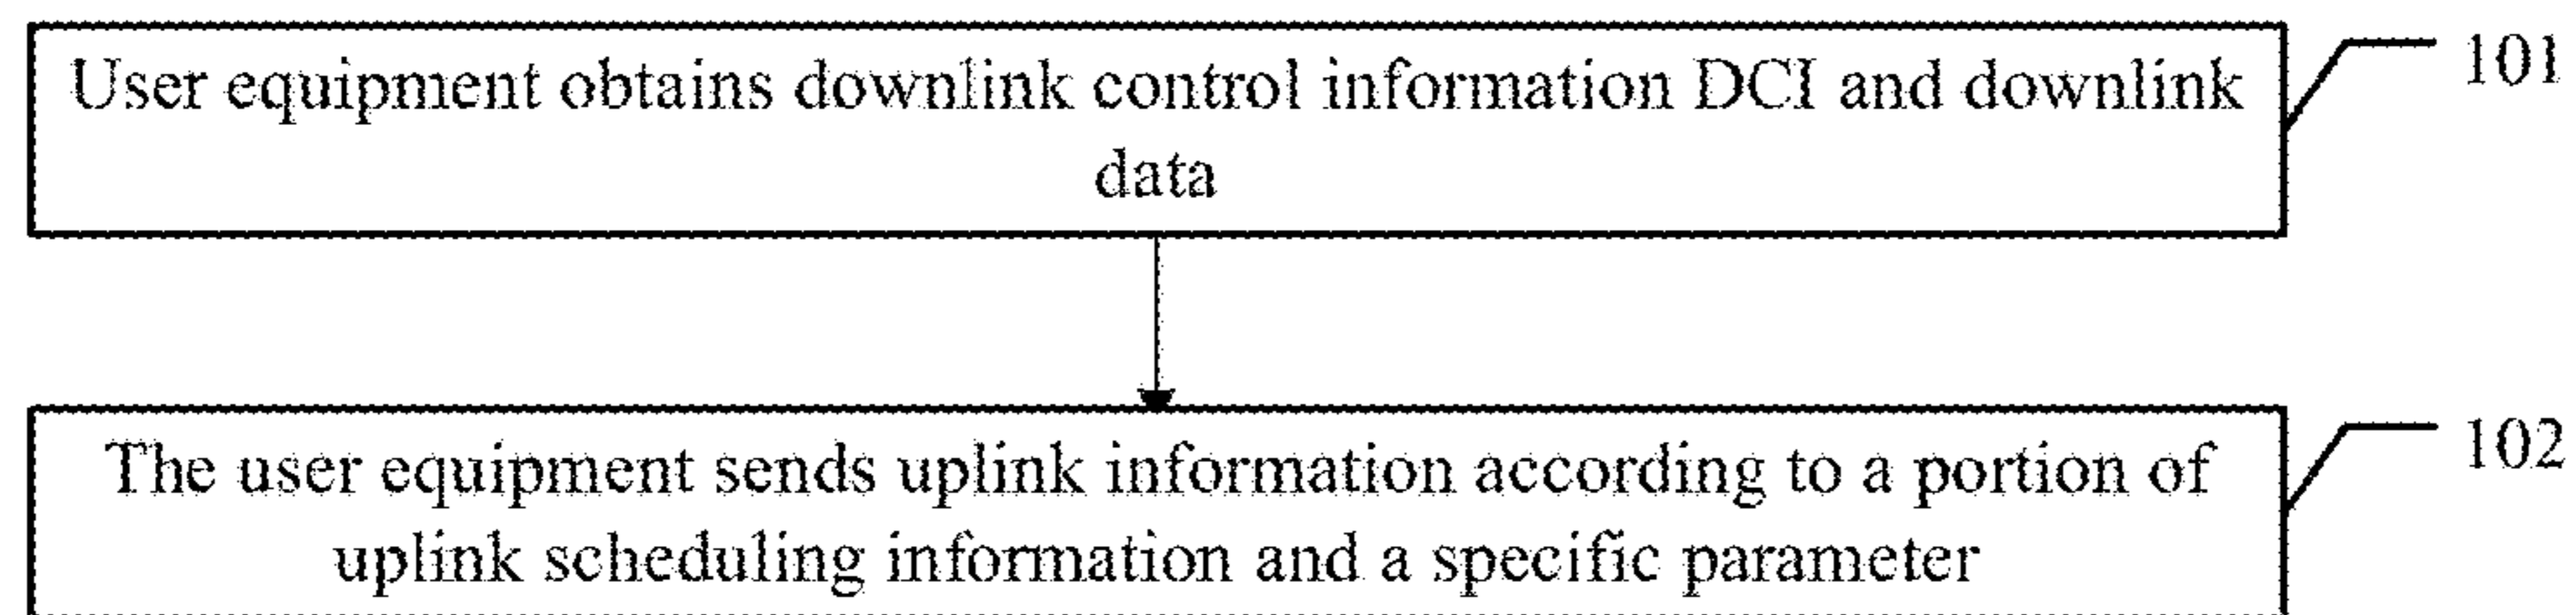 User equipment obtains downlink control information DCI and downlink
data
101
The user equipment sends uplink information according to a portion of
uplink scheduling information and a specific parameter
102